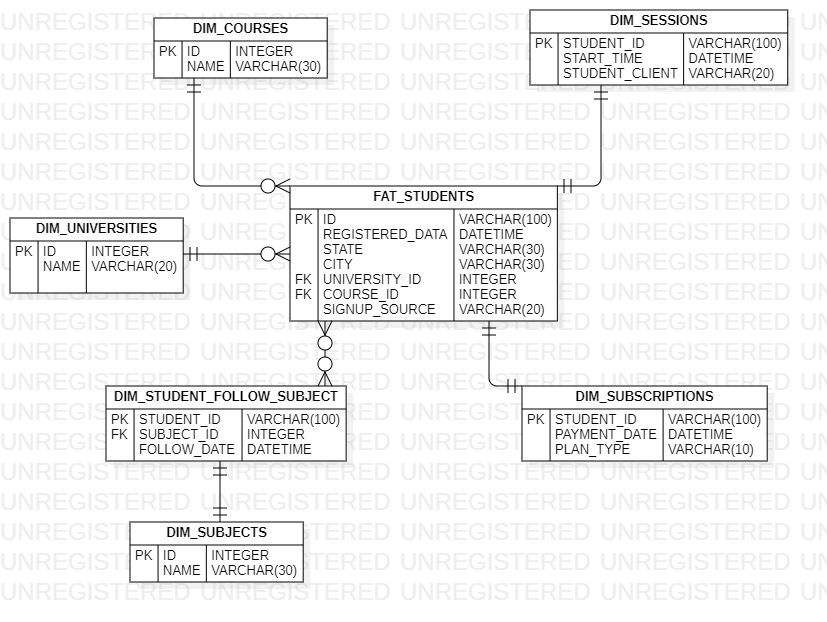 DIM_COURSES
PK ID INTEGER
NAME VARCHAR(30)
DIM_SESSIONS
PK STUDENT_ID VARCHAR(100)
START_TIME DATETIME
STUDENT_CLIENT VARCHAR(20)
FAT_STUDENTS
PK ID VARCHAR(100)
REGISTERED_DATA DATETIME
STATE VARCHAR(30)
CITY VARCHAR(30)
FK UNIVERSITY_ID INTEGER
FK COURSE_ID INTEGER
SIGNUP_SOURCE VARCHAR(20)
DIM_UNIVERSITIES
PK ID INTEGER
NAME VARCHAR(20)
DIM_STUDENT_FOLLOW_SUBJECT
PK STUDENT_ID VARCHAR(100)
FK SUBJECT_ID INTEGER
FOLLOW_DATE DATETIME
DIM_SUBSCRIPTIONS
PK STUDENT_ID VARCHAR(100)
PAYMENT_DATE DATETIME
PLAN_TYPE VARCHAR(10)
DIM_SUBJECTS
PK ID INTEGER
NAME VARCHAR(30)
UNREGISTERED